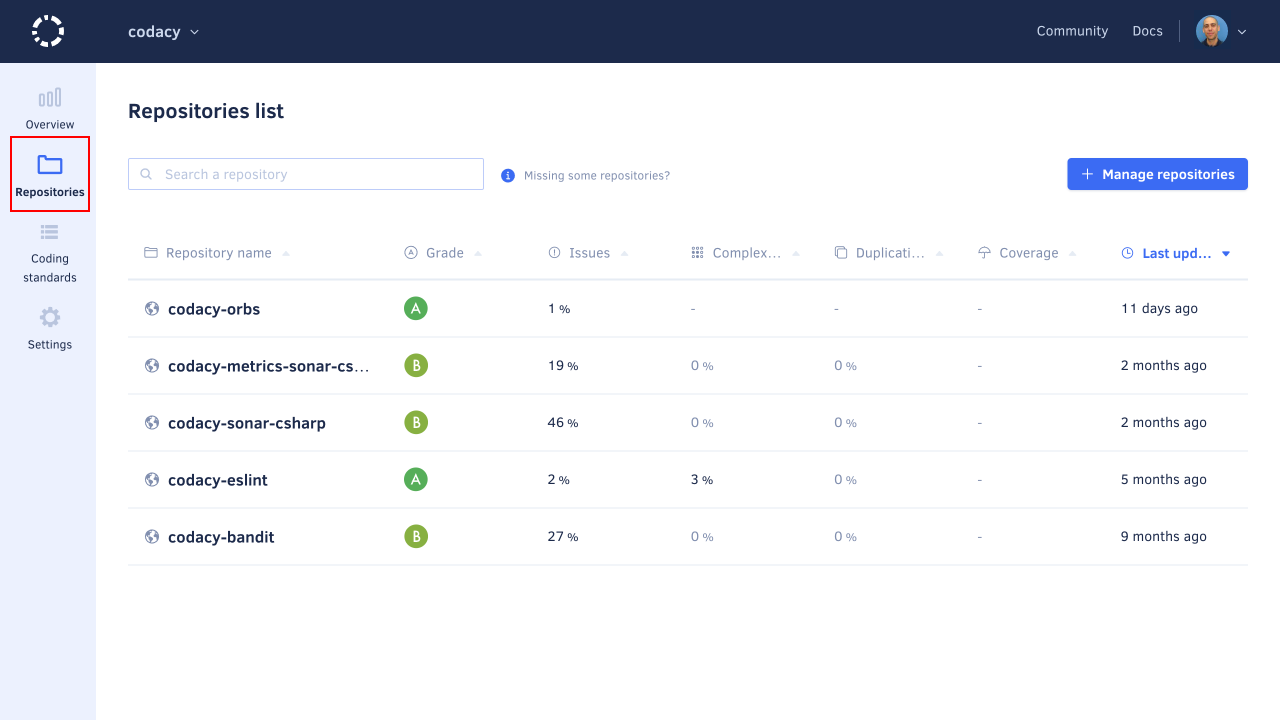 codacy
Community
Docs
Overview
Repositories
Coding
standards
Settings
Repositories list
Search a repository
Missing some repositories?
Manage repositories
Repository name
Grade
Issues
Complex...
Duplicati...
Coverage
Last upd...
codacy-orbs A 1 % - - - 11 days ago
codacy-metrics-sonar-cs... B 19 % 0 % 0 % - 2 months ago
codacy-sonar-csharp B 46 % 0 % 0 % - 2 months ago
codacy-eslint A 2 % 3 % 0 % - 5 months ago
codacy-bandit B 27 % 0 % 0 % - 9 months ago